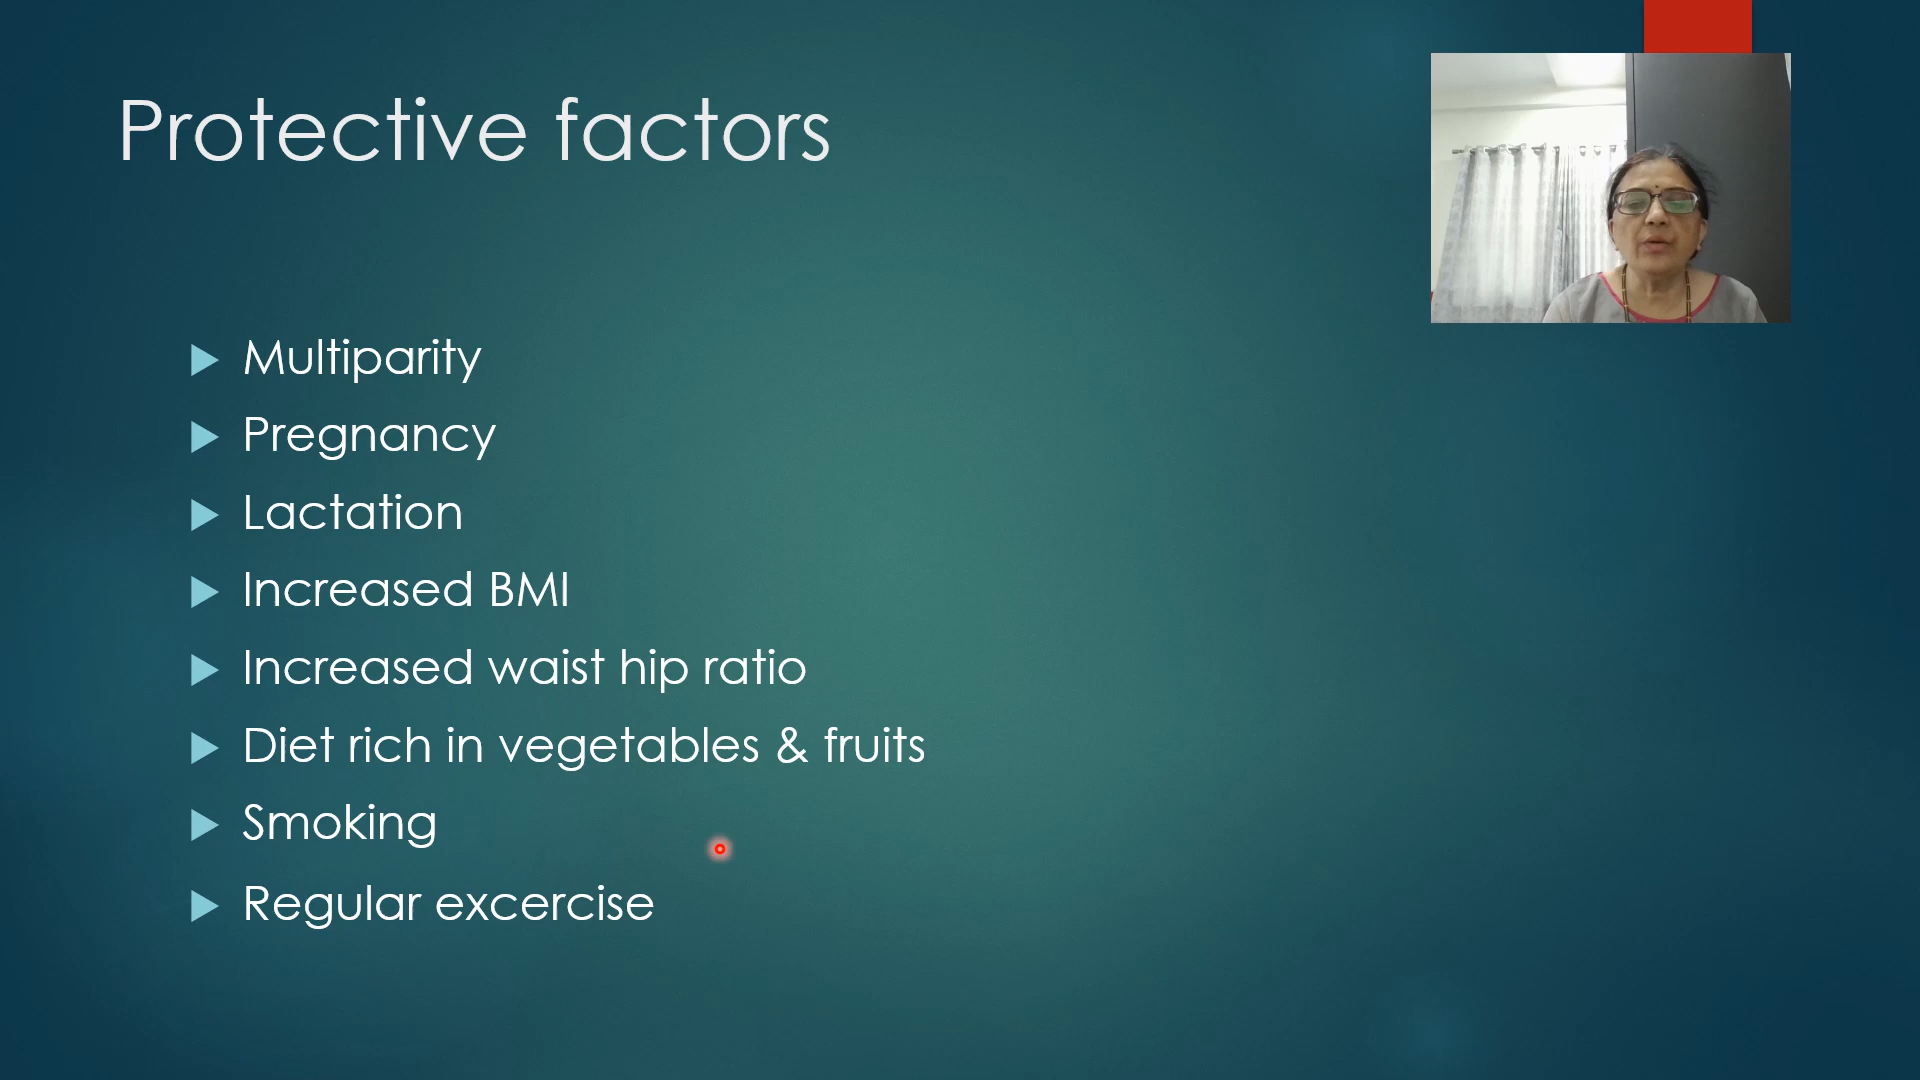 Protective factors
Multiparity
Pregnancy
Lactation
Increased BMI
Increased waist hip ratio
Diet rich in vegetables & fruits
Smoking
Regular excercise